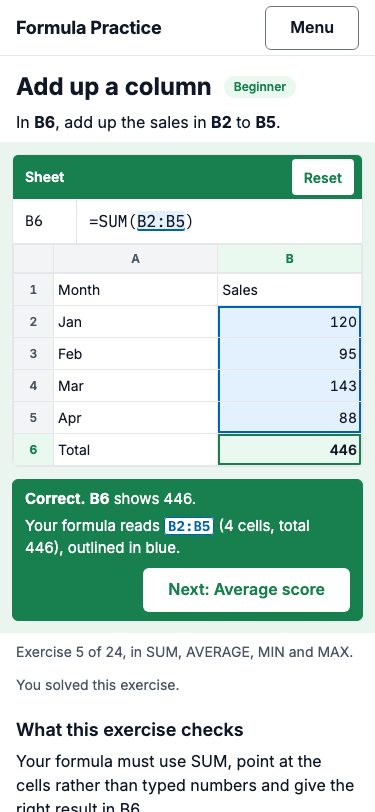 Formula Practice
Menu
Add up a column
Beginner
In B6, add up the sales in B2 to B5.
Sheet
Reset
B6
=SUM(B2:B5)
A B
1 Month Sales
2 Jan 120
3 Feb 95
4 Mar 143
5 Apr 88
6 Total 446
Correct. B6 shows 446.
Your formula reads B2:B5 (4 cells, total
446), outlined in blue.
Next: Average score
Exercise 5 of 24, in SUM, AVERAGE, MIN and MAX.
You solved this exercise.
What this exercise checks
Your formula must use SUM, point at the
cells rather than typed numbers and give the
right result in B6.